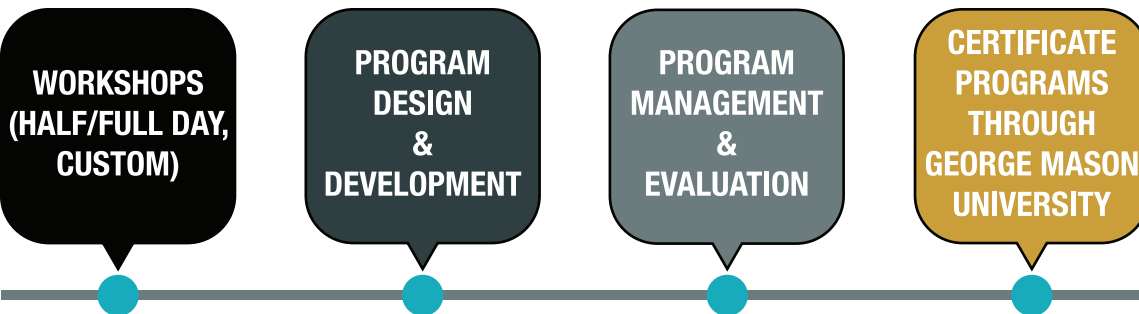 WORKSHOPS
(HALF/FULL DAY,
CUSTOM)
PROGRAM
DESIGN
&
DEVELOPMENT
PROGRAM
MANAGEMENT
&
EVALUATION
CERTIFICATE
PROGRAMS
THROUGH
GEORGE MASON
UNIVERSITY